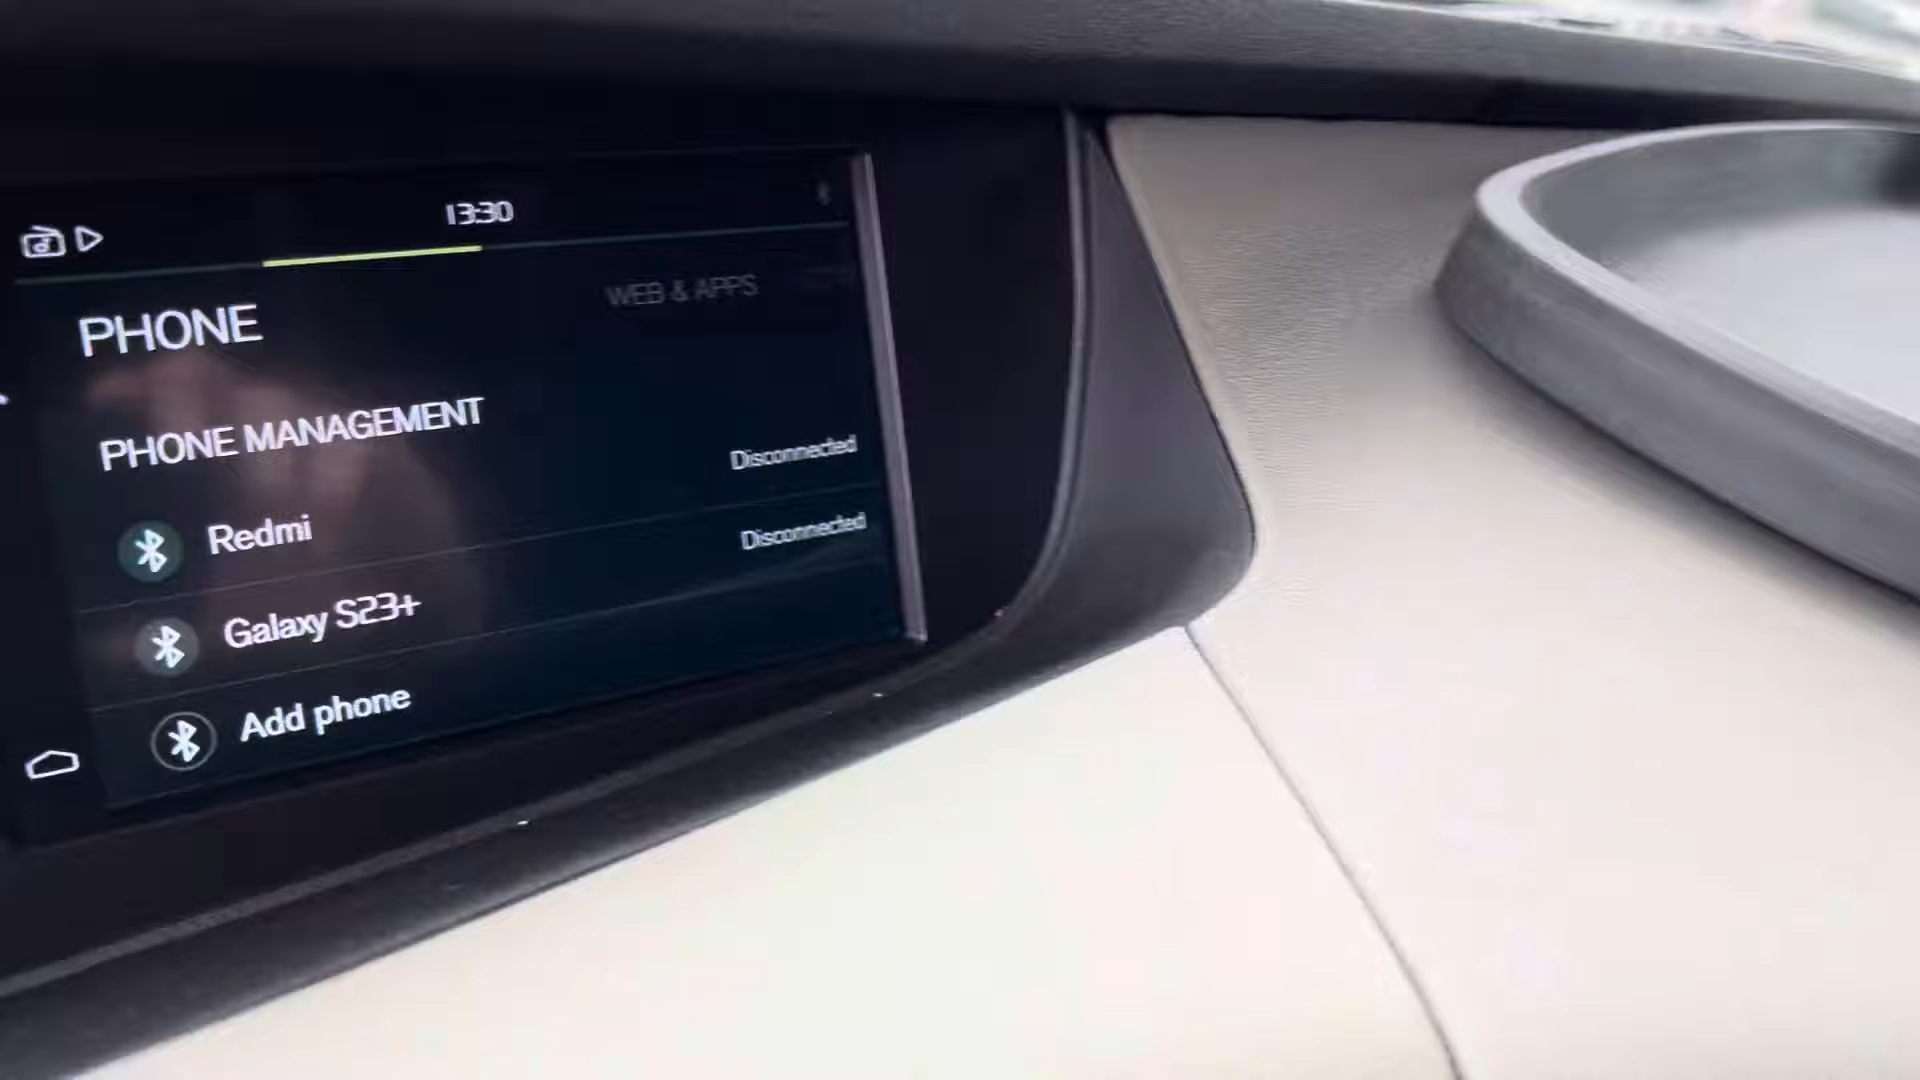 13:30
PHONE
WEB & APPS
PHONE MANAGEMENT
Redmi Disconnected
Galaxy S23+ Disconnected
Add phone